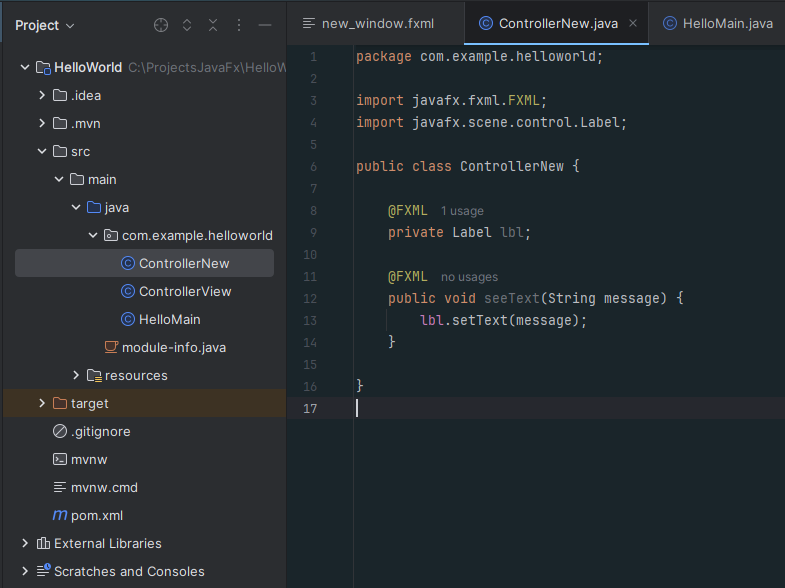 Project
HelloWorld C:\ProjectsJavaFx\HelloW
.idea
.mvn
src
main
java
com.example.helloworld
ControllerNew
ControllerView
HelloMain
module-info.java
resources
target
.gitignore
mvnw
mvnw.cmd
pom.xml
External Libraries
Scratches and Consoles
new_window.fxml ControllerNew.java HelloMain.java
1 package com.example.helloworld;
2
3 import javafx.fxml.FXML;
4 import javafx.scene.control.Label;
5
6 public class ControllerNew {
7
8 @FXML 1 usage
9 private Label lbl;
10
11 @FXML no usages
12 public void seeText(String message) {
13 lbl.setText(message);
14 }
15
16 }
17